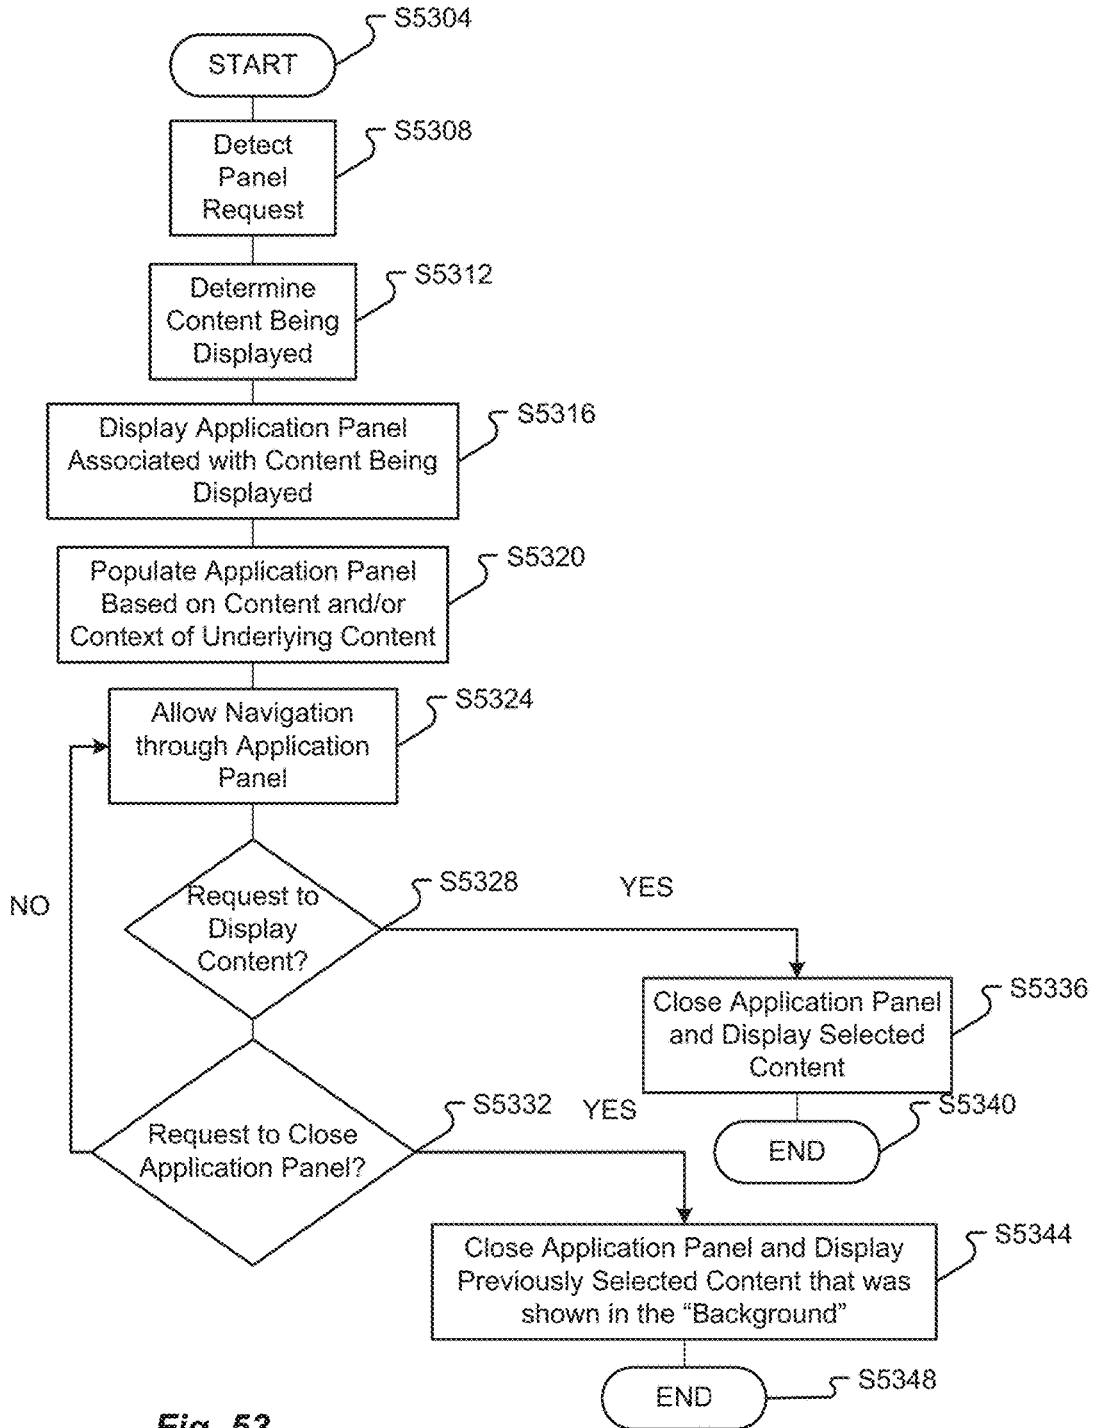 S5304
START
S5308
Detect
Panel
Request
S5312
Determine
Content Being
Displayed
S5316
Display Application Panel
Associated with Content Being
Displayed
S5320
Populate Application Panel
Based on Content and/or
Context of Underlying Content
S5324
Allow Navigation
through Application
Panel
NO
S5328
YES
Request to
Display
Content?
S5336
Close Application Panel
and Display Selected
Content
S5332
YES
S5340
Request to Close
Application Panel?
END
S5344
Close Application Panel and Display
Previously Selected Content that was
shown in the “Background”
S5348
END
Fig. 53